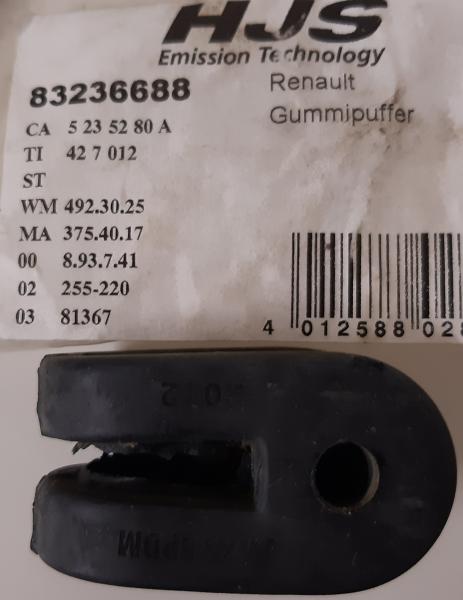 HJS
Emission Technology
83236688
Renault
Gummipuffer
CA 5 23 52 80 A
TI 42 7 012
ST
WM 492.30.25
MA 375.40.17
00 8.93.7.41
02 255-220
03 81367
4 012588 02
EPDM